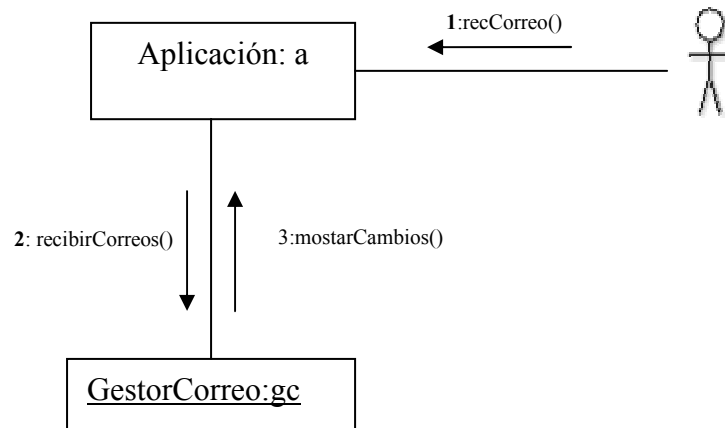 1:recCorreo()
Aplicación: a
2: recibirCorreos()
3:mostarCambios()
GestorCorreo:gc